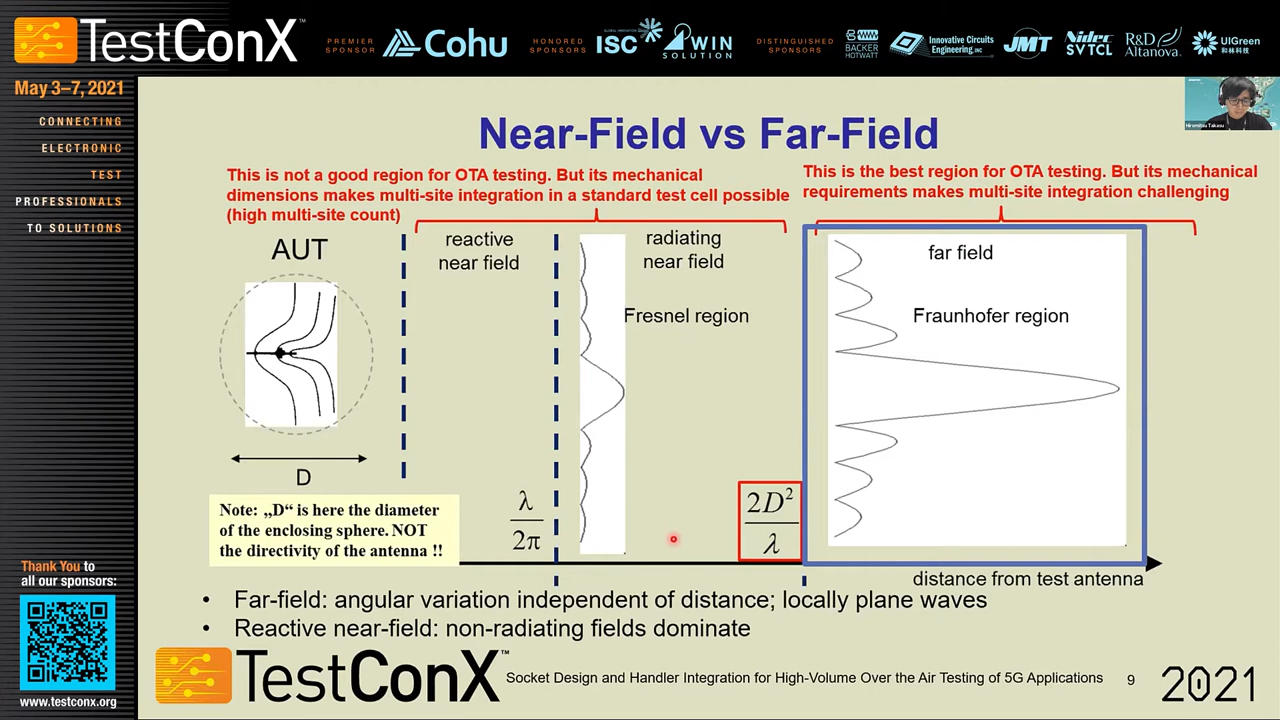 TestConX™
PREMIER
SPONSOR
Cohu
HONORED
SPONSORS
ISC
WIN
SOLUTION
DISTINGUISHED
SPONSORS
BACKER
HOTWATT
Innovative Circuits
Engineering, Inc
JMT
Nidec
SV TCL
R&D
Altanova
UIGreen
和林科技
May 3–7, 2021
CONNECTING
ELECTRONIC
TEST
PROFESSIONALS
TO SOLUTIONS
Hiromitsu Takasu
Near-Field vs Far-Field
This is not a good region for OTA testing. But its mechanical
dimensions makes multi-site integration in a standard test cell possible
(high multi-site count)
This is the best region for OTA testing. But its mechanical
requirements makes multi-site integration challenging
AUT
reactive
near field
radiating
near field
far field
Fresnel region
Fraunhofer region
D
Note: „D“ is here the diameter
of the enclosing sphere. NOT
the directivity of the antenna !!
λ
2π
2D²
λ
distance from test antenna
• Far-field: angular variation independent of distance; locally plane waves
• Reactive near-field: non-radiating fields dominate
Thank You to
all our sponsors:
www.testconx.org
TestConX™
Socket Design and Handler Integration for High-Volume Over the Air Testing of 5G Applications
9
2021